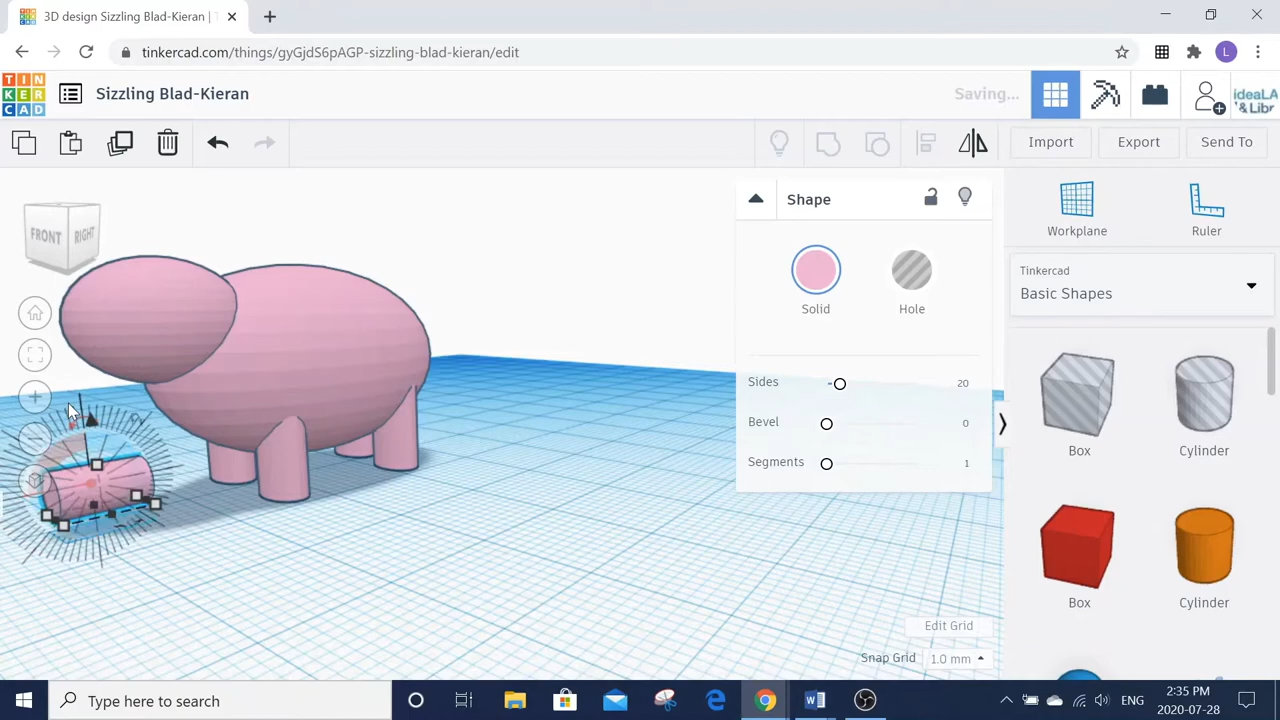 3D design Sizzling Blad-Kieran | T
tinkercad.com/things/gyGjdS6pAGP-sizzling-blad-kieran/edit
L
TIN
KER
CAD
Sizzling Blad-Kieran
Saving...
ideaLA
& Libr
Import
Export
Send To
FRONT
RIGHT
Shape
Solid
Hole
Sides
20
Bevel
0
Segments
1
Workplane
Ruler
Tinkercad
Basic Shapes
Box
Cylinder
Box
Cylinder
Edit Grid
Snap Grid
1.0 mm
Type here to search
ENG
2:35 PM
2020-07-28